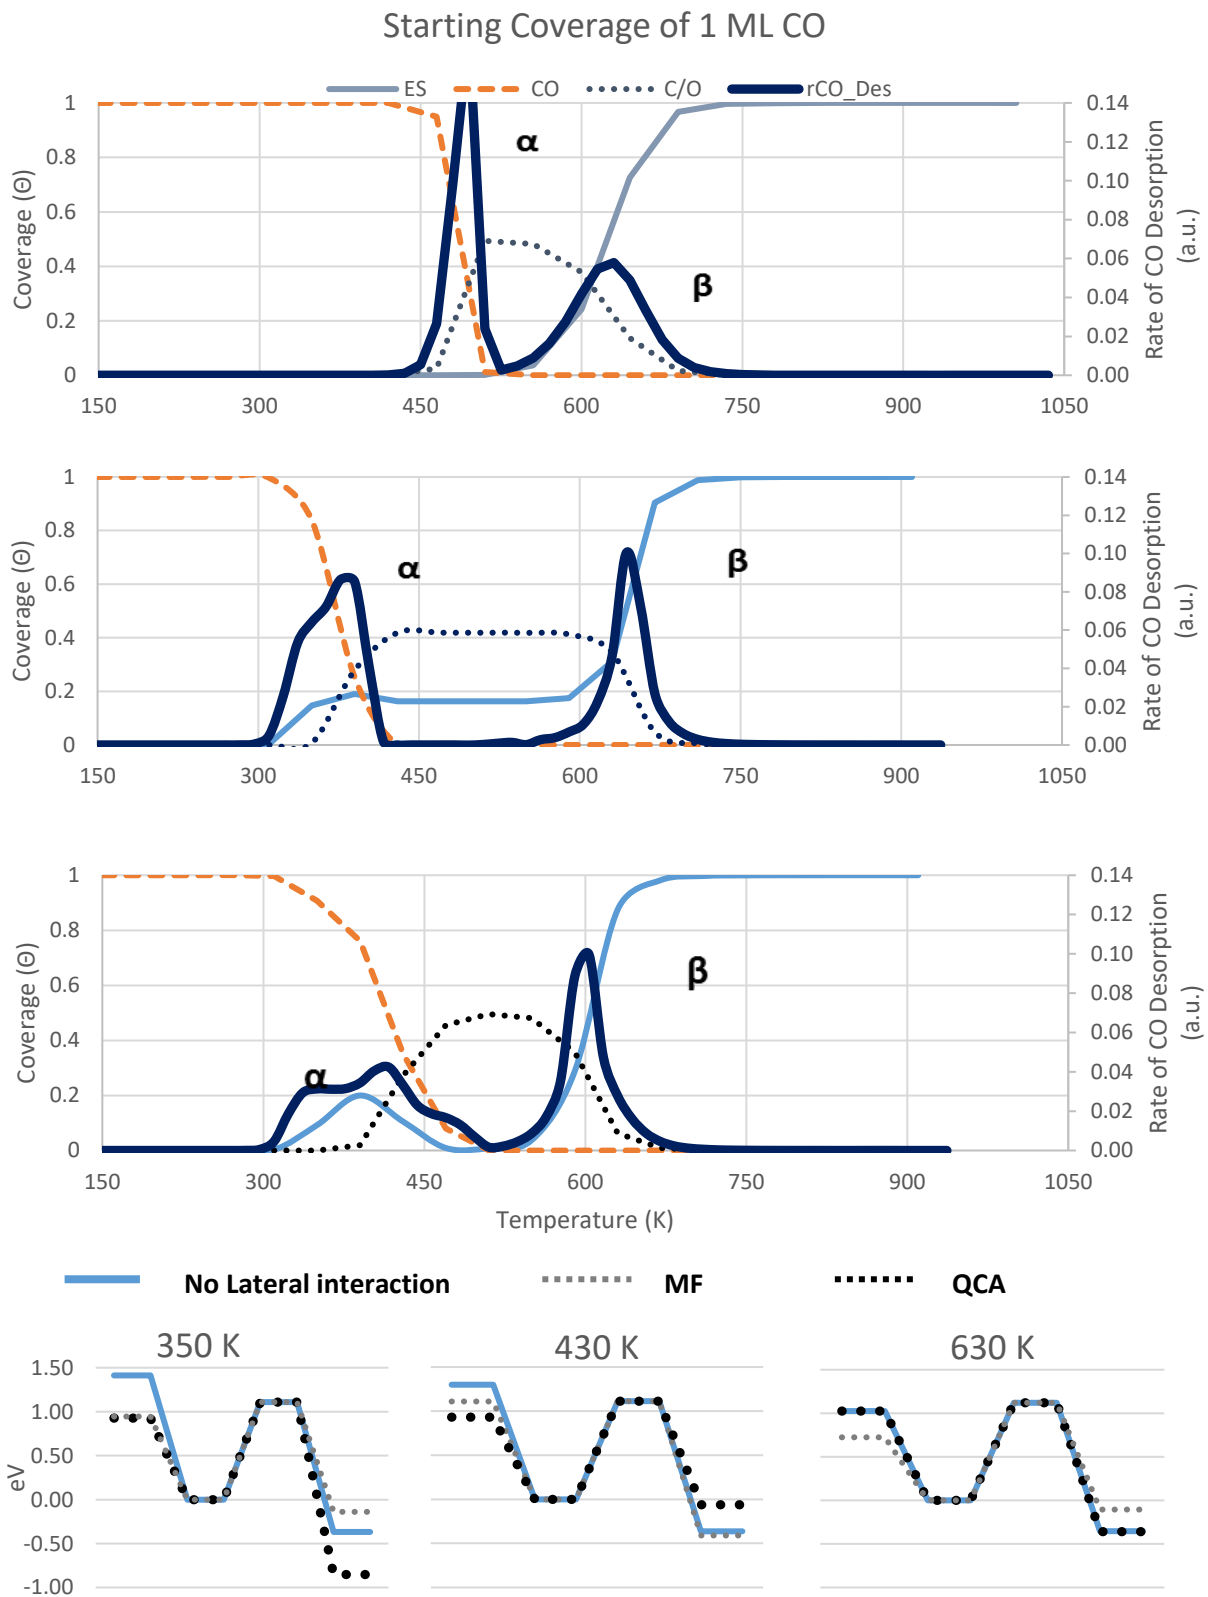 Starting Coverage of 1 ML CO
ES CO C/O rCO_Des
1 0.14
0.12
0.8
α 0.10
0.6 0.08
0.4 0.06
β 0.04
0.2
0.02
0 0.00
150 300 450 600 750 900 1050
Coverage (Θ)
Rate of CO Desorption
(a.u.)
1 0.14
0.12
0.8
α β 0.10
0.6 0.08
0.4 0.06
0.04
0.2
0.02
0 0.00
150 300 450 600 750 900 1050
Coverage (Θ)
Rate of CO Desorption
(a.u.)
1 0.14
0.12
0.8
0.10
β
0.6 0.08
0.4 0.06
α 0.04
0.2
0.02
0 0.00
150 300 450 600 750 900 1050
Coverage (Θ)
Rate of CO Desorption
(a.u.)
Temperature (K)
No Lateral interaction MF QCA
350 K 430 K 630 K
1.50
1.00
0.50
eV
0.00
-0.50
-1.00